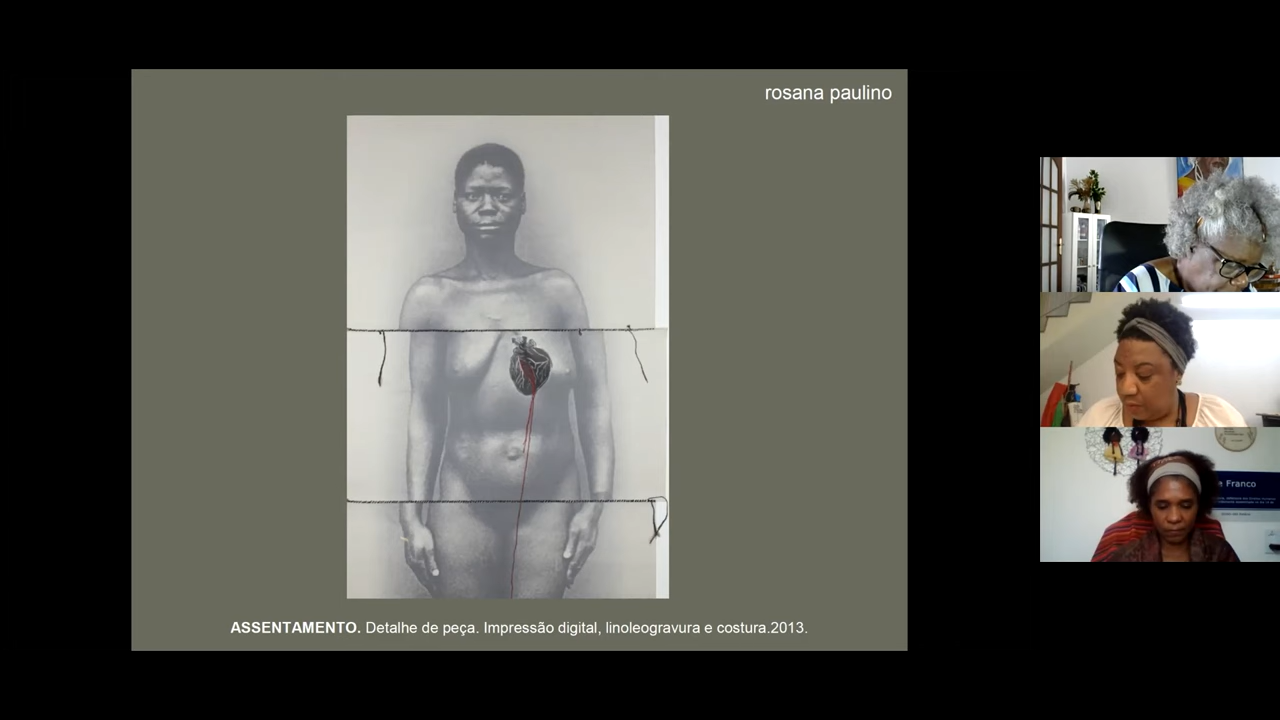 rosana paulino
ASSENTAMENTO. Detalhe de peça. Impressão digital, linoleogravura e costura.2013.
e Franco